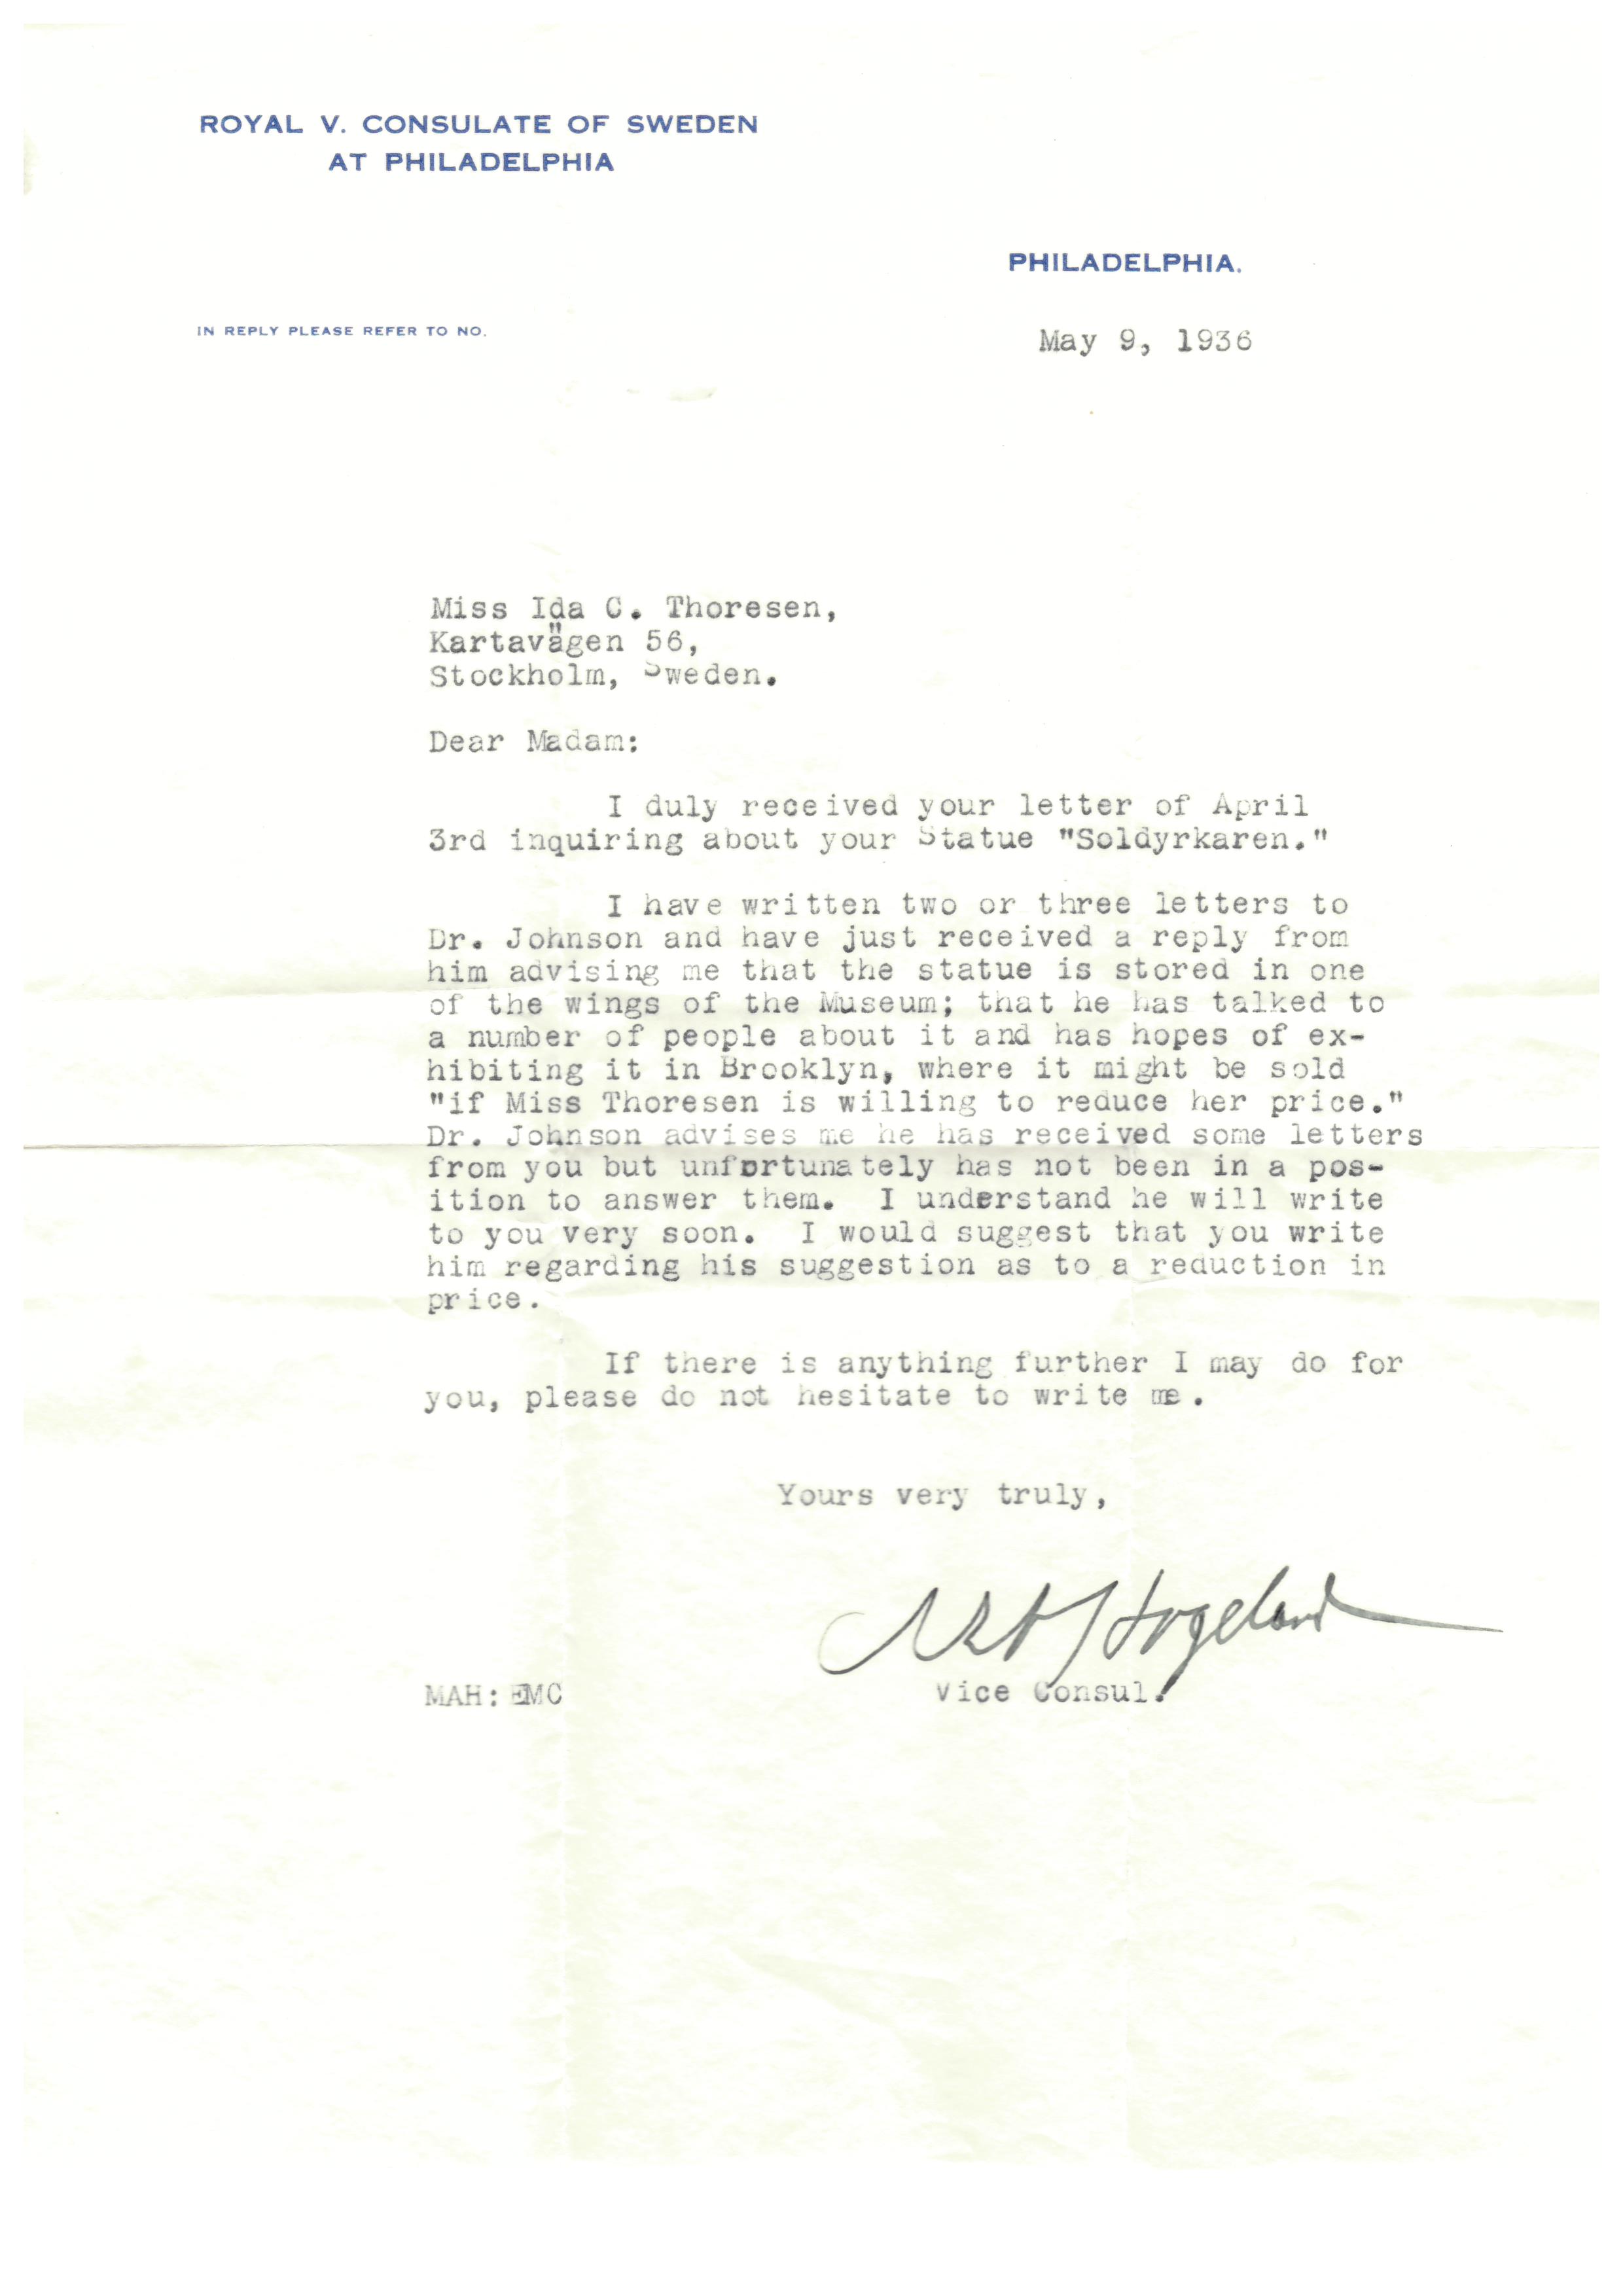 ROYAL V. CONSULATE OF SWEDEN
AT PHILADELPHIA
PHILADELPHIA.
IN REPLY PLEASE REFER TO NO.
May 9, 1936
Miss Ida C. Thoresen,
Kartavägen 56,
Stockholm, Sweden.
Dear Madam:
I duly received your letter of April
3rd inquiring about your Statue "Soldyrkaren."
I have written two or three letters to
Dr. Johnson and have just received a reply from
him advising me that the statue is stored in one
of the wings of the Museum; that he has talked to
a number of people about it and has hopes of ex-
hibiting it in Brooklyn, where it might be sold
"if Miss Thoresen is willing to reduce her price."
Dr. Johnson advises me he has received some letters
from you but unfortunately has not been in a pos-
ition to answer them. I understand he will write
to you very soon. I would suggest that you write
him regarding his suggestion as to a reduction in
price.
If there is anything further I may do for
you, please do not hesitate to write me.
Yours very truly,
Hogeland
MAH:EMC
Vice Consul.